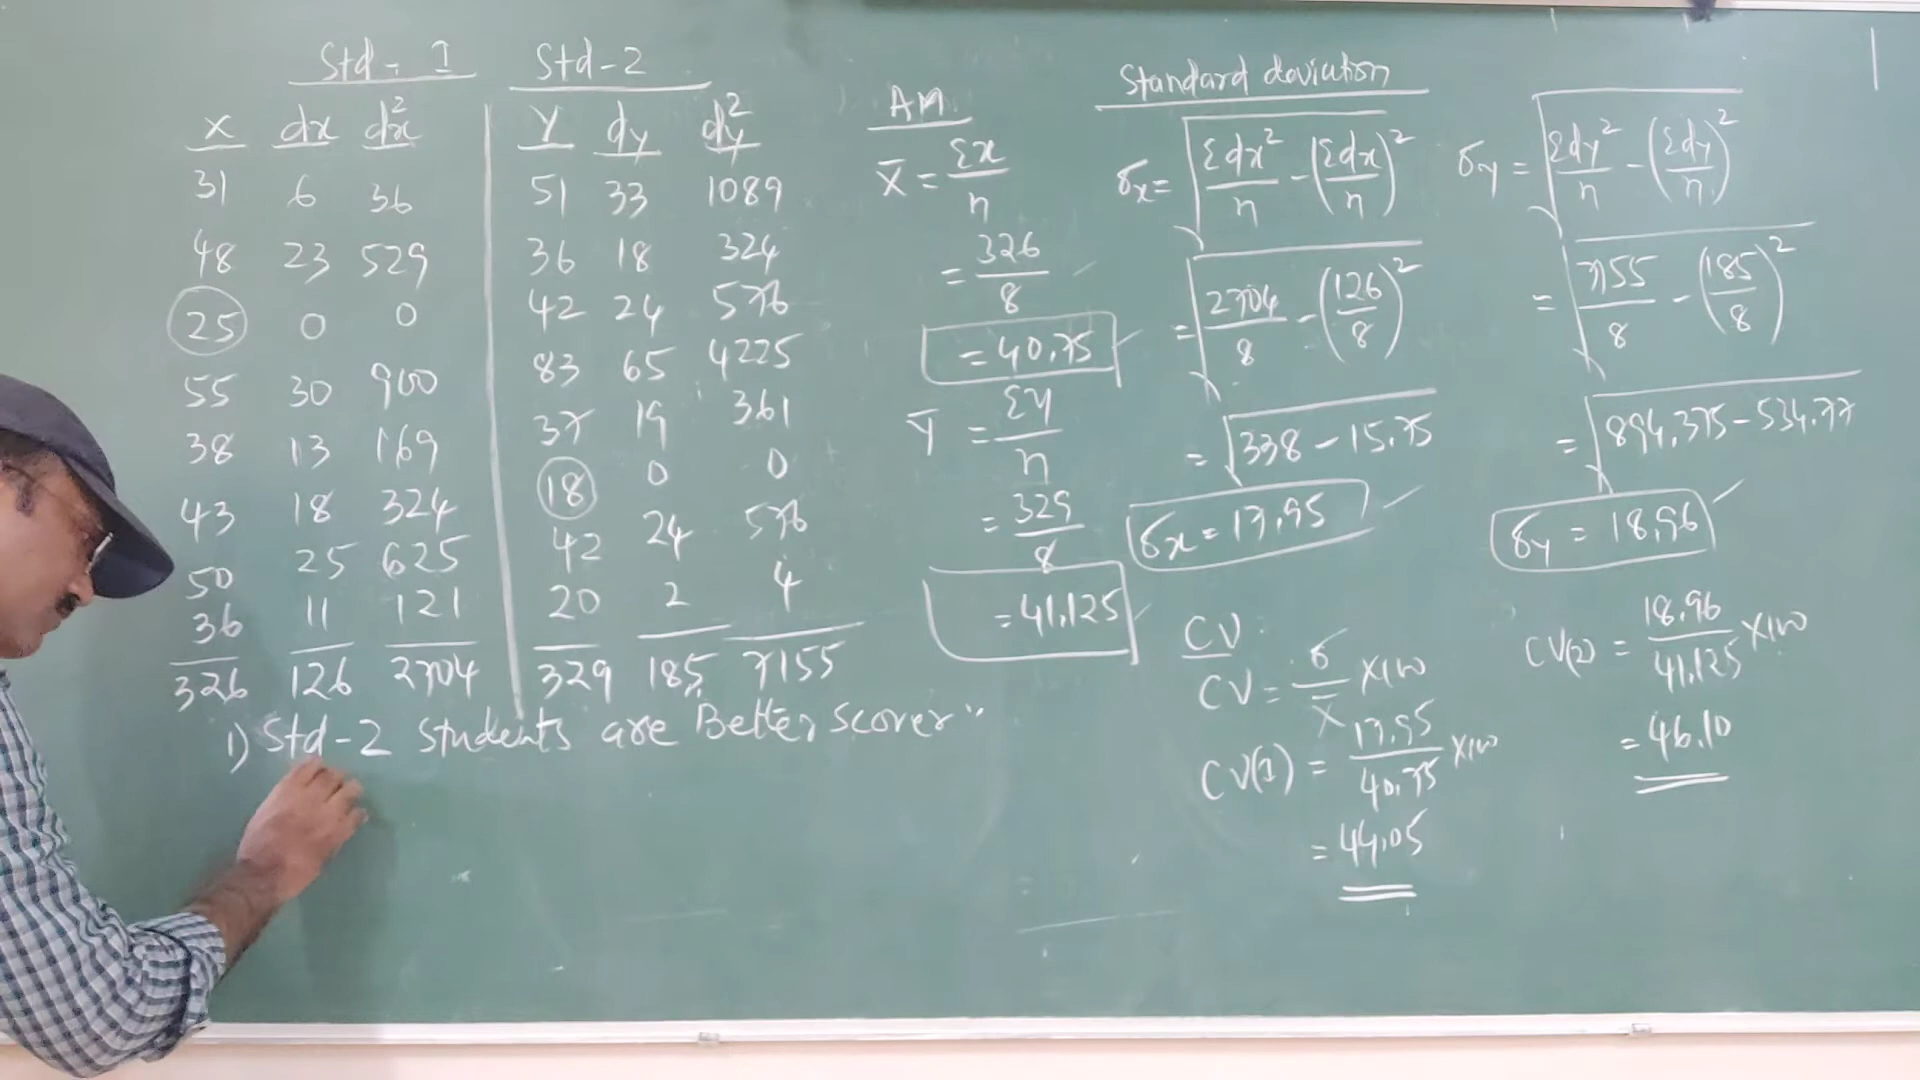 Std - I
x dx dx²
31 6 36
48 23 529
25 0 0
55 30 900
38 13 169
43 18 324
50 25 625
36 11 121
326 126 2704
Std-2
Y dy dy²
51 33 1089
36 18 324
42 24 576
83 65 4225
37 19 361
18 0 0
42 24 576
20 2 4
329 185 7155
1) Std-2 students are Better scorer"
AM
x̄ = Σx/n
= 326/8
= 40.75
Ȳ = Σy/n
= 329/8
= 41.125
Standard deviation
σx = √(Σdx²/n - (Σdx/n)²)
= √(2704/8 - (126/8)²)
= √(338 - 15.75)
σx = 17.95
σy = √(Σdy²/n - (Σdy/n)²)
= √(7155/8 - (185/8)²)
= √(894.375 - 534.77)
σy = 18.96
CV
CV = σ/x̄ X100
CV(1) = 17.95/40.75 X100
= 44.05
CV(2) = 18.96/41.125 X100
= 46.10